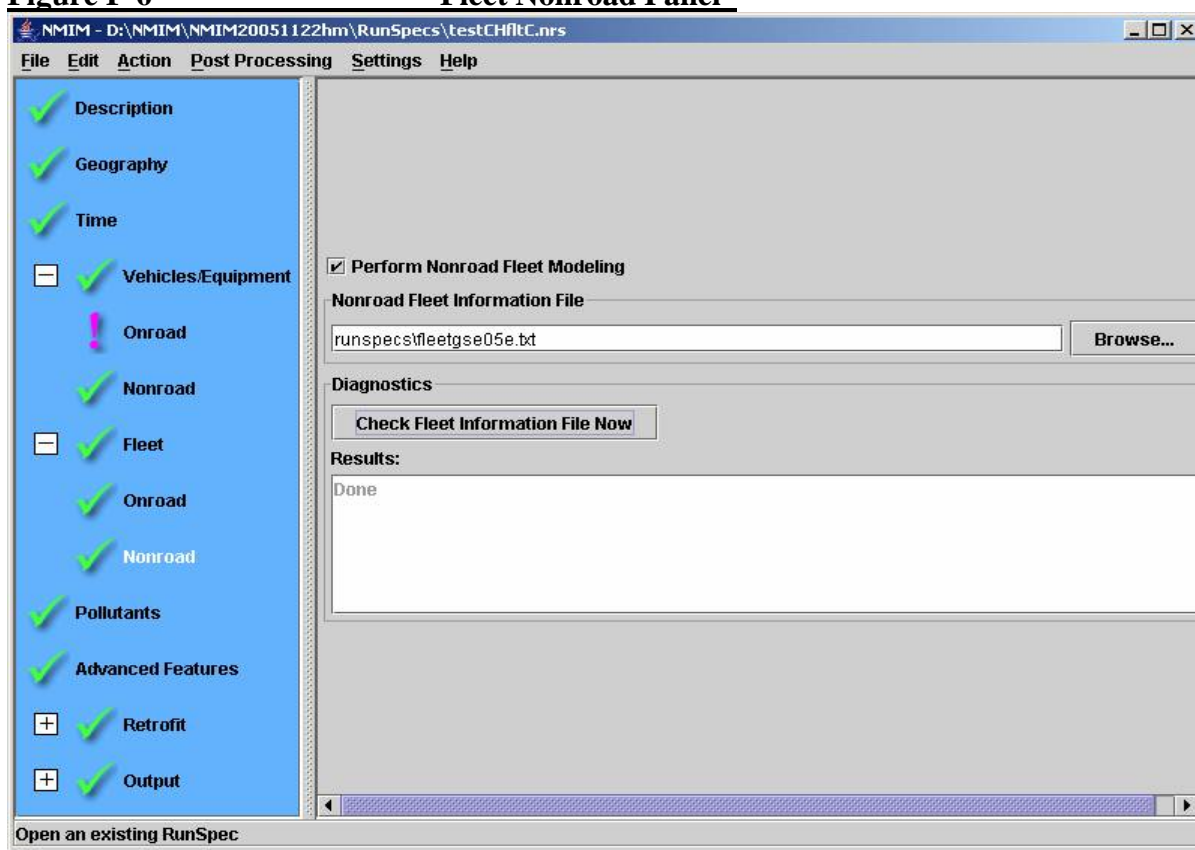 Figure F-6 Fleet Nonroad Panel
NMIM - D:\NMIM\NMIM20051122hm\RunSpecs\testCHfltC.nrs
File Edit Action Post Processing Settings Help
Description
Geography
Time
Vehicles/Equipment
Onroad
Nonroad
Fleet
Onroad
Nonroad
Pollutants
Advanced Features
Retrofit
Output
Perform Nonroad Fleet Modeling
Nonroad Fleet Information File
runspecs\fleetgse05e.txt
Browse...
Diagnostics
Check Fleet Information File Now
Results:
Done
Open an existing RunSpec